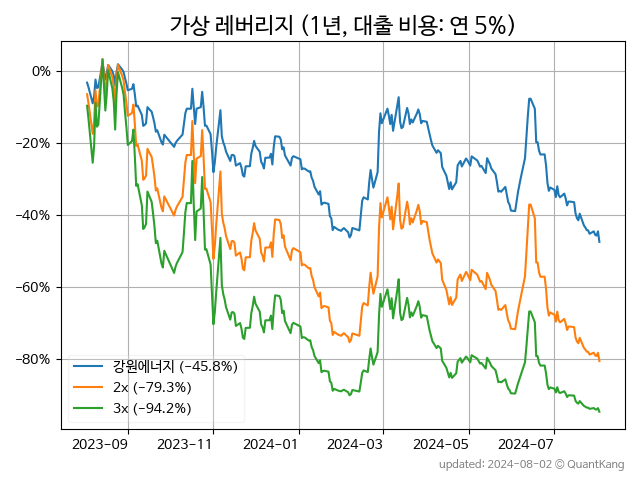 가상 레버리지 (1년, 대출 비용: 연 5%)
0%
−20%
−40%
−60%
−80%
강원에너지 (−45.8%)
2x (−79.3%)
3x (−94.2%)
2023-09 2023-11 2024-01 2024-03 2024-05 2024-07
updated: 2024-08-02 © QuantKang